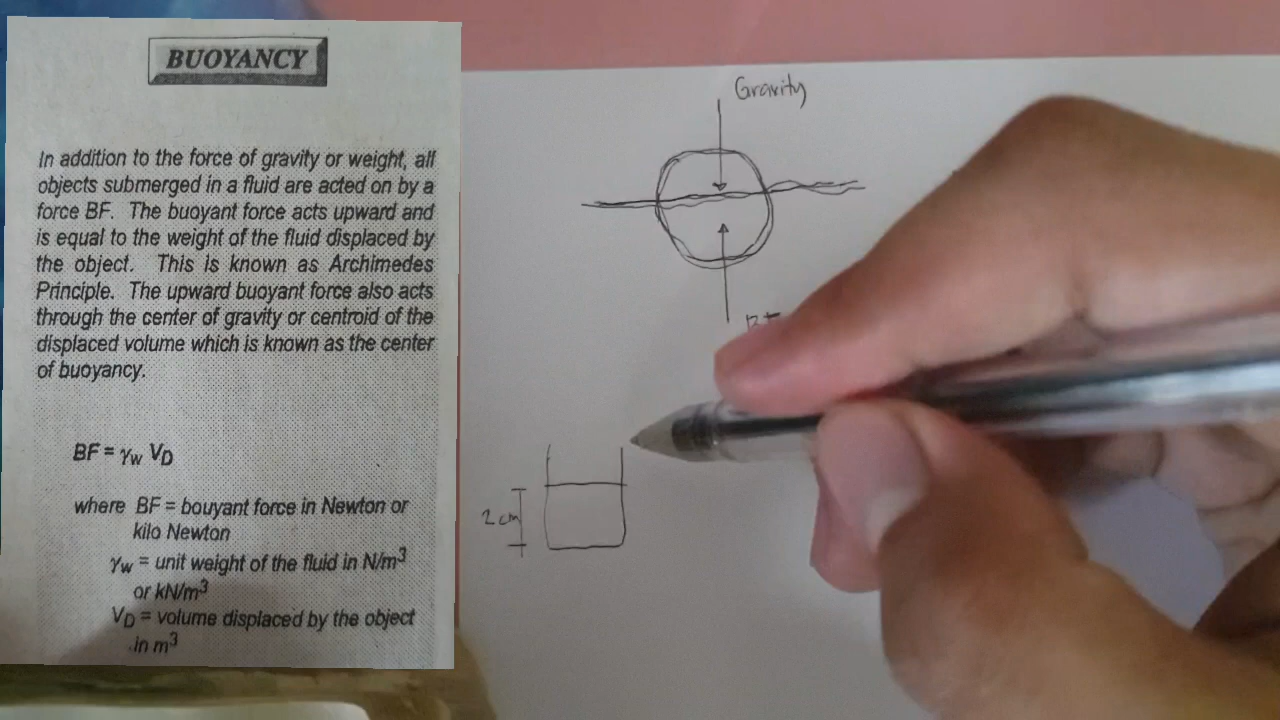 BUOYANCY
In addition to the force of gravity or weight, all
objects submerged in a fluid are acted on by a
force BF. The buoyant force acts upward and
is equal to the weight of the fluid displaced by
the object. This is known as Archimedes
Principle. The upward buoyant force also acts
through the center of gravity or centroid of the
displaced volume which is known as the center
of buoyancy.
BF = γw VD
where BF = bouyant force in Newton or
kilo Newton
γw = unit weight of the fluid in N/m³
or kN/m³
VD = volume displaced by the object
in m³
Gravity
2 cm